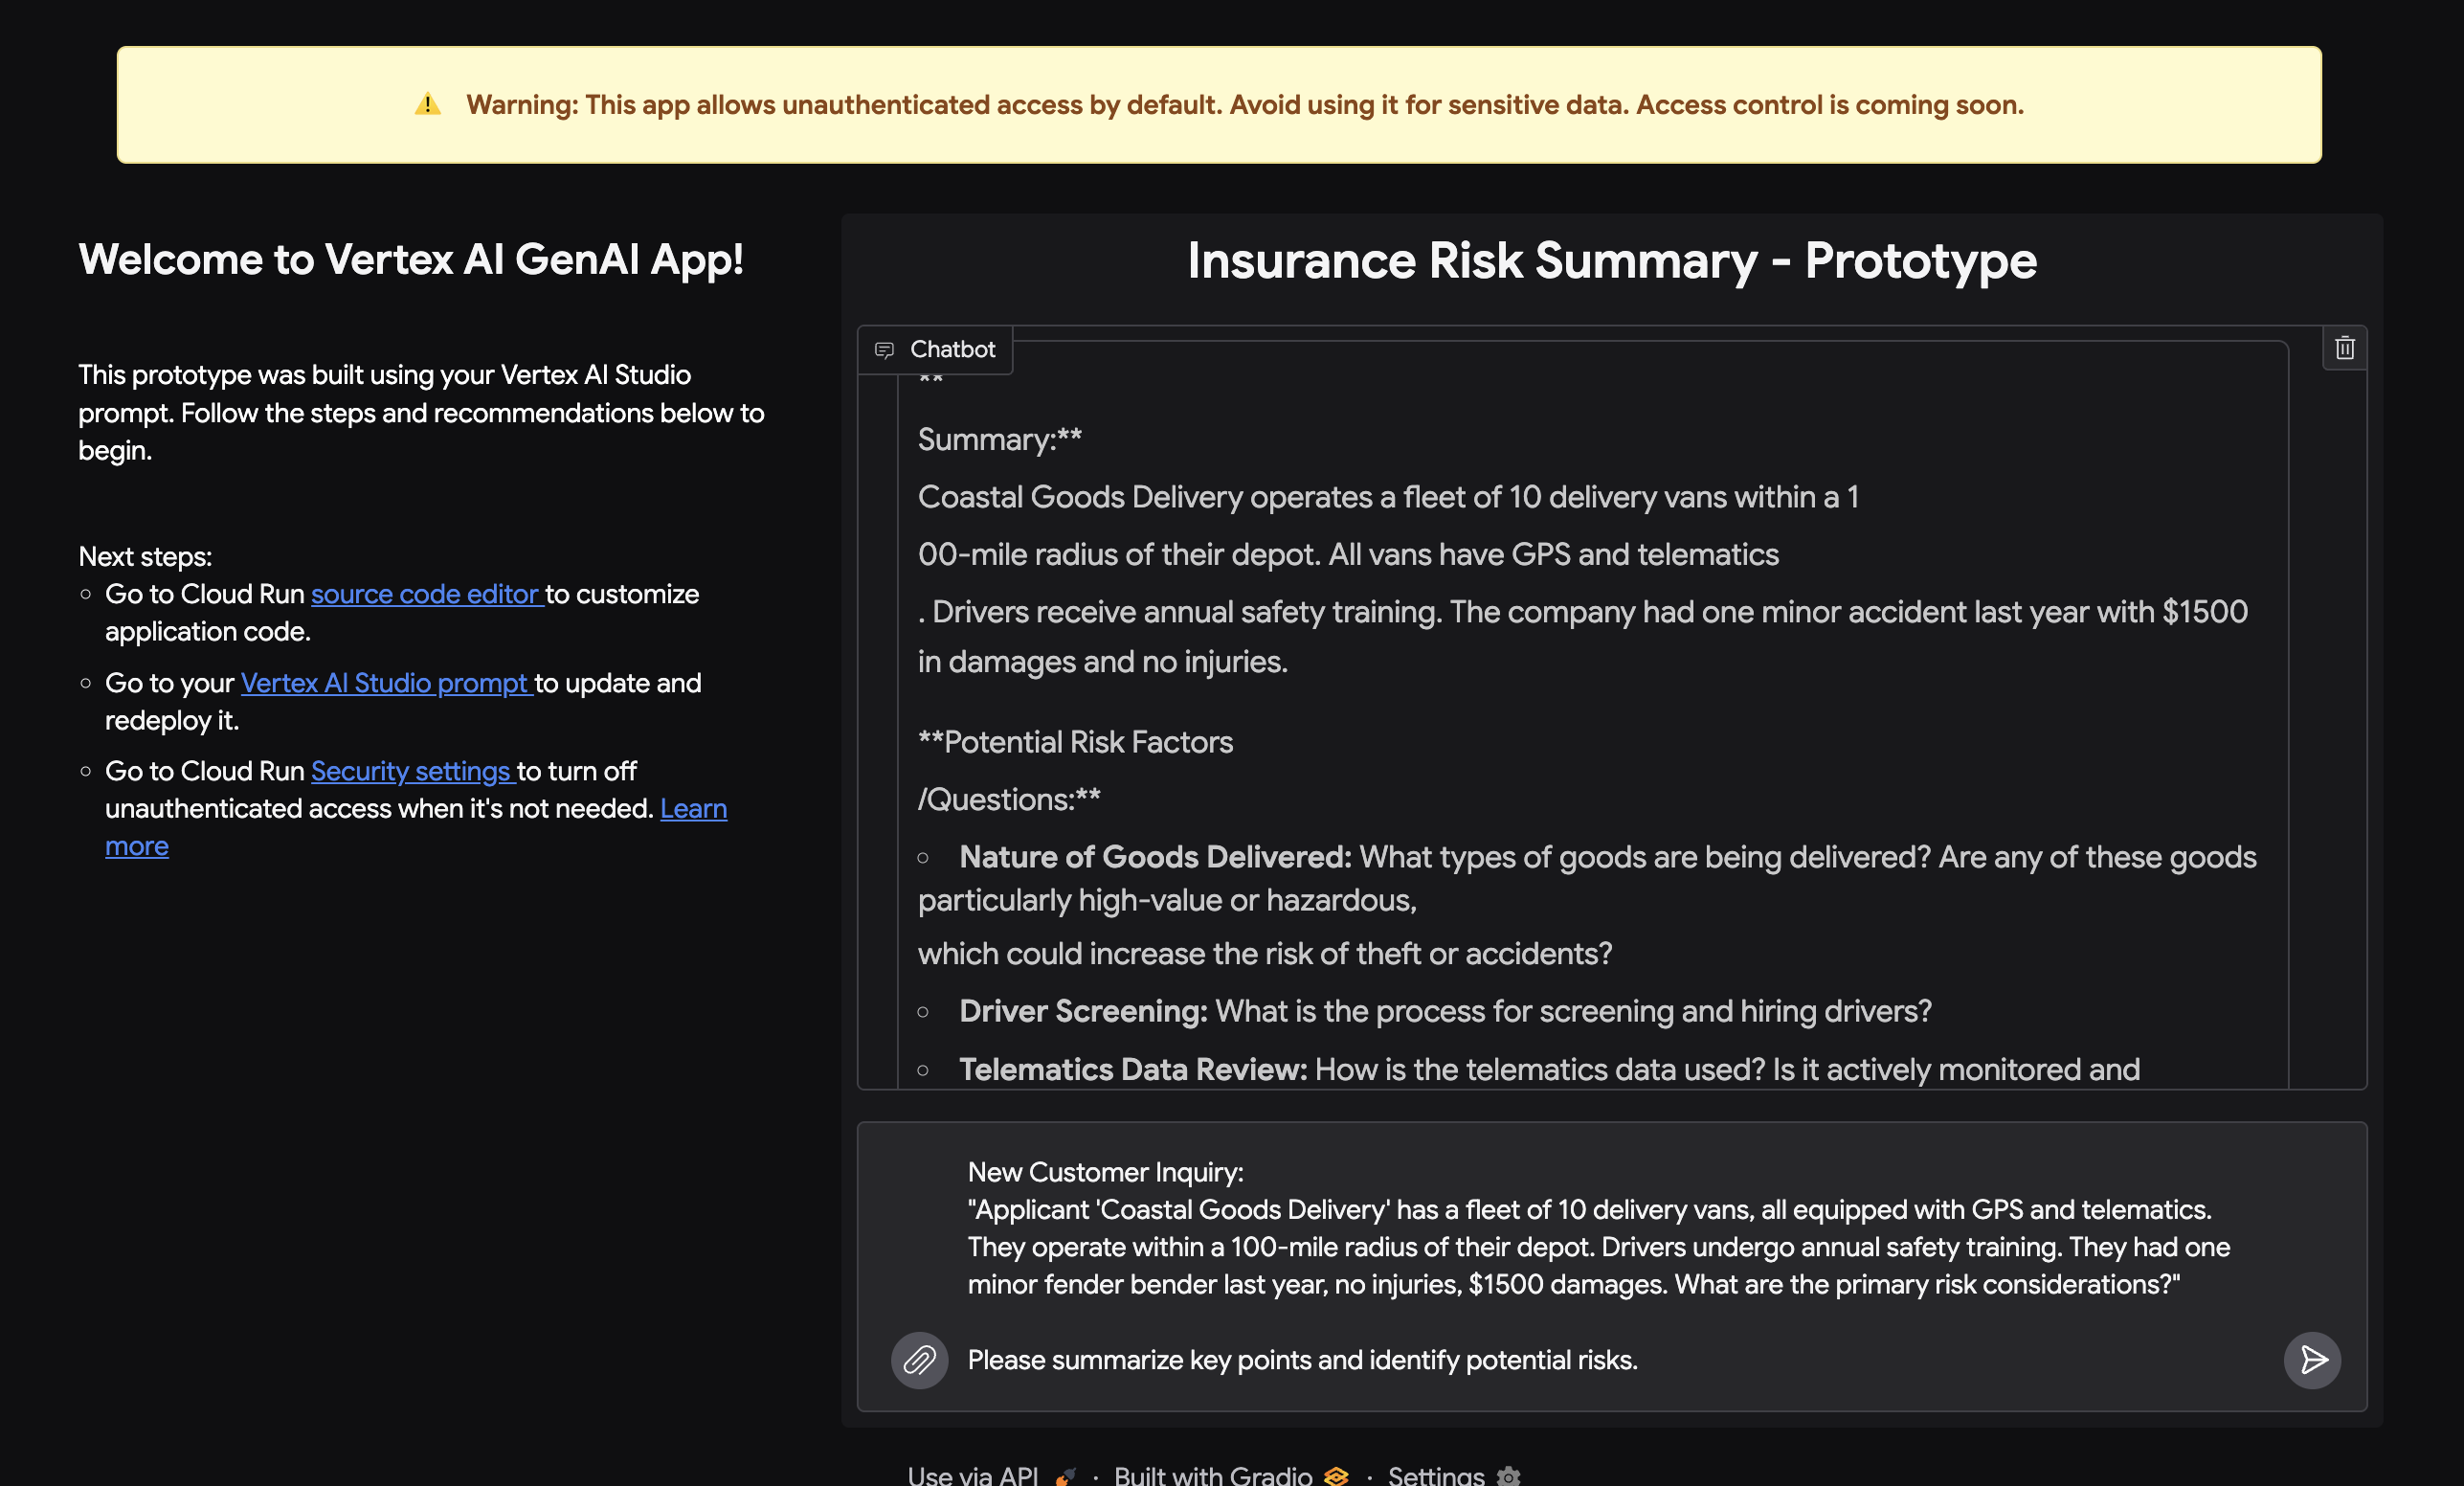 ⚠️ Warning: This app allows unauthenticated access by default. Avoid using it for sensitive data. Access control is coming soon.
Welcome to Vertex AI GenAI App!
This prototype was built using your Vertex AI Studio
prompt. Follow the steps and recommendations below to
begin.
Next steps:
Go to Cloud Run source code editor to customize
application code.
Go to your Vertex AI Studio prompt to update and
redeploy it.
Go to Cloud Run Security settings to turn off
unauthenticated access when it's not needed. Learn
more
Insurance Risk Summary - Prototype
Chatbot
**
Summary:**
Coastal Goods Delivery operates a fleet of 10 delivery vans within a 1
00-mile radius of their depot. All vans have GPS and telematics
. Drivers receive annual safety training. The company had one minor accident last year with $1500
in damages and no injuries.
**Potential Risk Factors
/Questions:**
Nature of Goods Delivered: What types of goods are being delivered? Are any of these goods
particularly high-value or hazardous,
which could increase the risk of theft or accidents?
Driver Screening: What is the process for screening and hiring drivers?
Telematics Data Review: How is the telematics data used? Is it actively monitored and
New Customer Inquiry:
"Applicant 'Coastal Goods Delivery' has a fleet of 10 delivery vans, all equipped with GPS and telematics.
They operate within a 100-mile radius of their depot. Drivers undergo annual safety training. They had one
minor fender bender last year, no injuries, $1500 damages. What are the primary risk considerations?"
Please summarize key points and identify potential risks.
Use via API · Built with Gradio · Settings